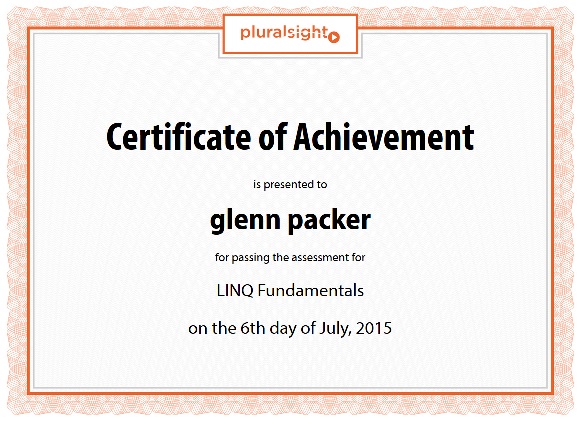 pluralsight
Certificate of Achievement
is presented to
glenn packer
for passing the assessment for
LINQ Fundamentals
on the 6th day of July, 2015